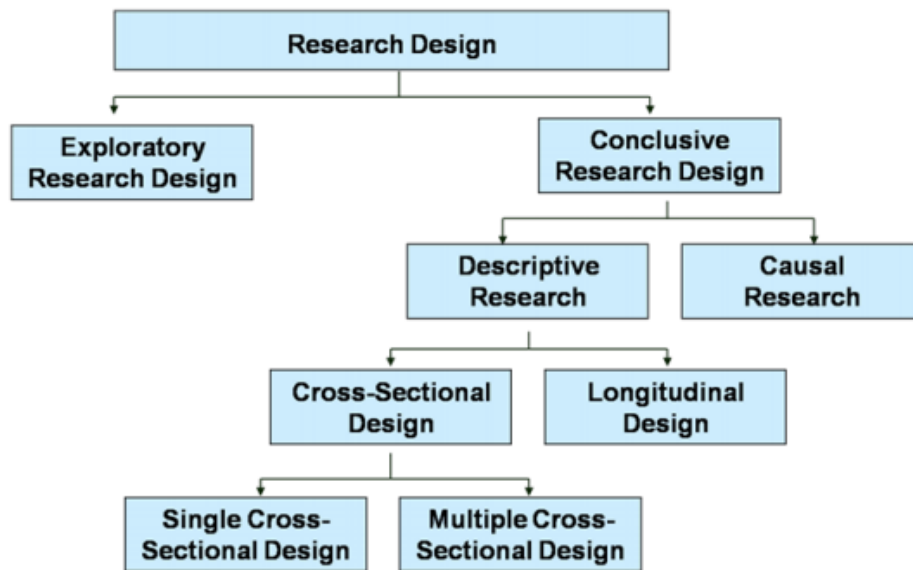 Research Design
Exploratory
Research Design
Conclusive
Research Design
Descriptive
Research
Causal
Research
Cross-Sectional
Design
Longitudinal
Design
Single Cross-
Sectional Design
Multiple Cross-
Sectional Design